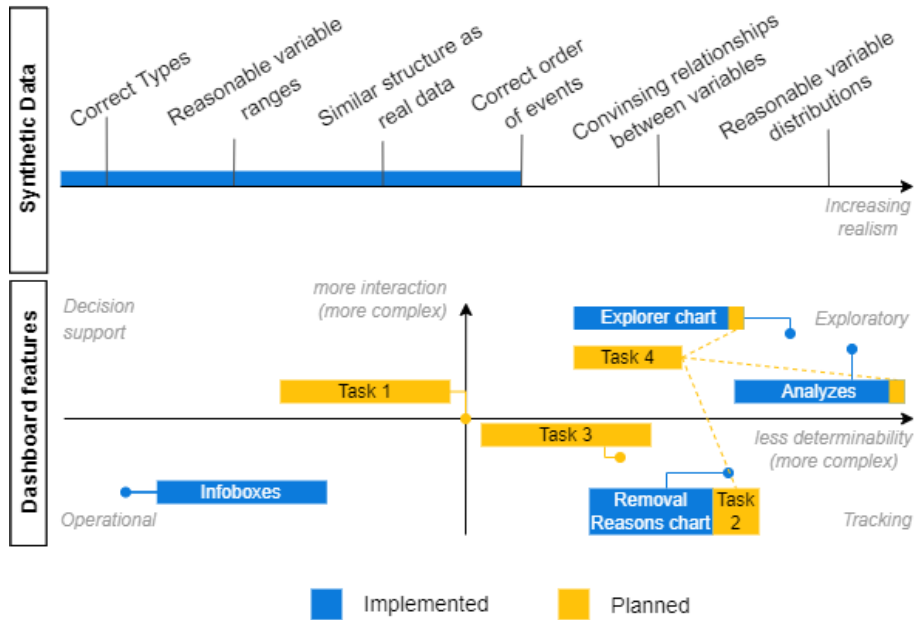 Synthetic Data
Correct Types
Reasonable variable
ranges
Similar structure as
real data
Correct order
of events
Convinsing relationships
between variables
Reasonable variable
distributions
Increasing
realism
Dashboard features
Decision
support
more interaction
(more complex)
Explorer chart
Exploratory
Task 4
Task 1
Analyzes
Task 3
less determinability
(more complex)
Infoboxes
Operational
Removal
Reasons chart
Task
2
Tracking
Implemented
Planned